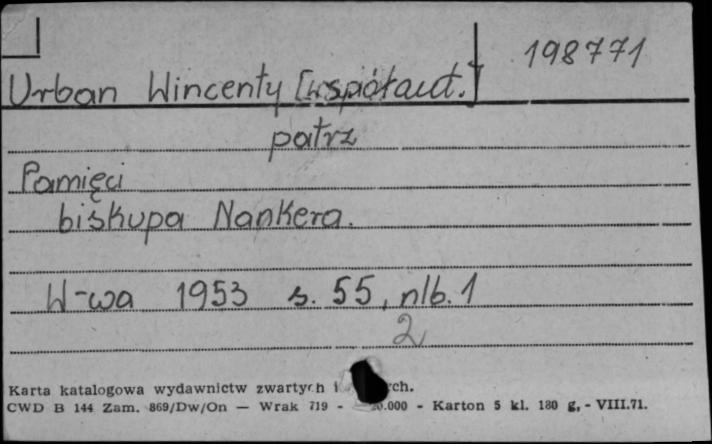 198771
Urban Wincenty [współaut.]
patrz
Pamięci
biskupa Nankera.
W-wa 1953 s. 55, nlb. 1
2
Karta katalogowa wydawnictw zwartych
CWD B 144 Zam. 869/Dw/On — Wrak 719 - .000 - Karton 5 kl. 180 g, - VIII.71.